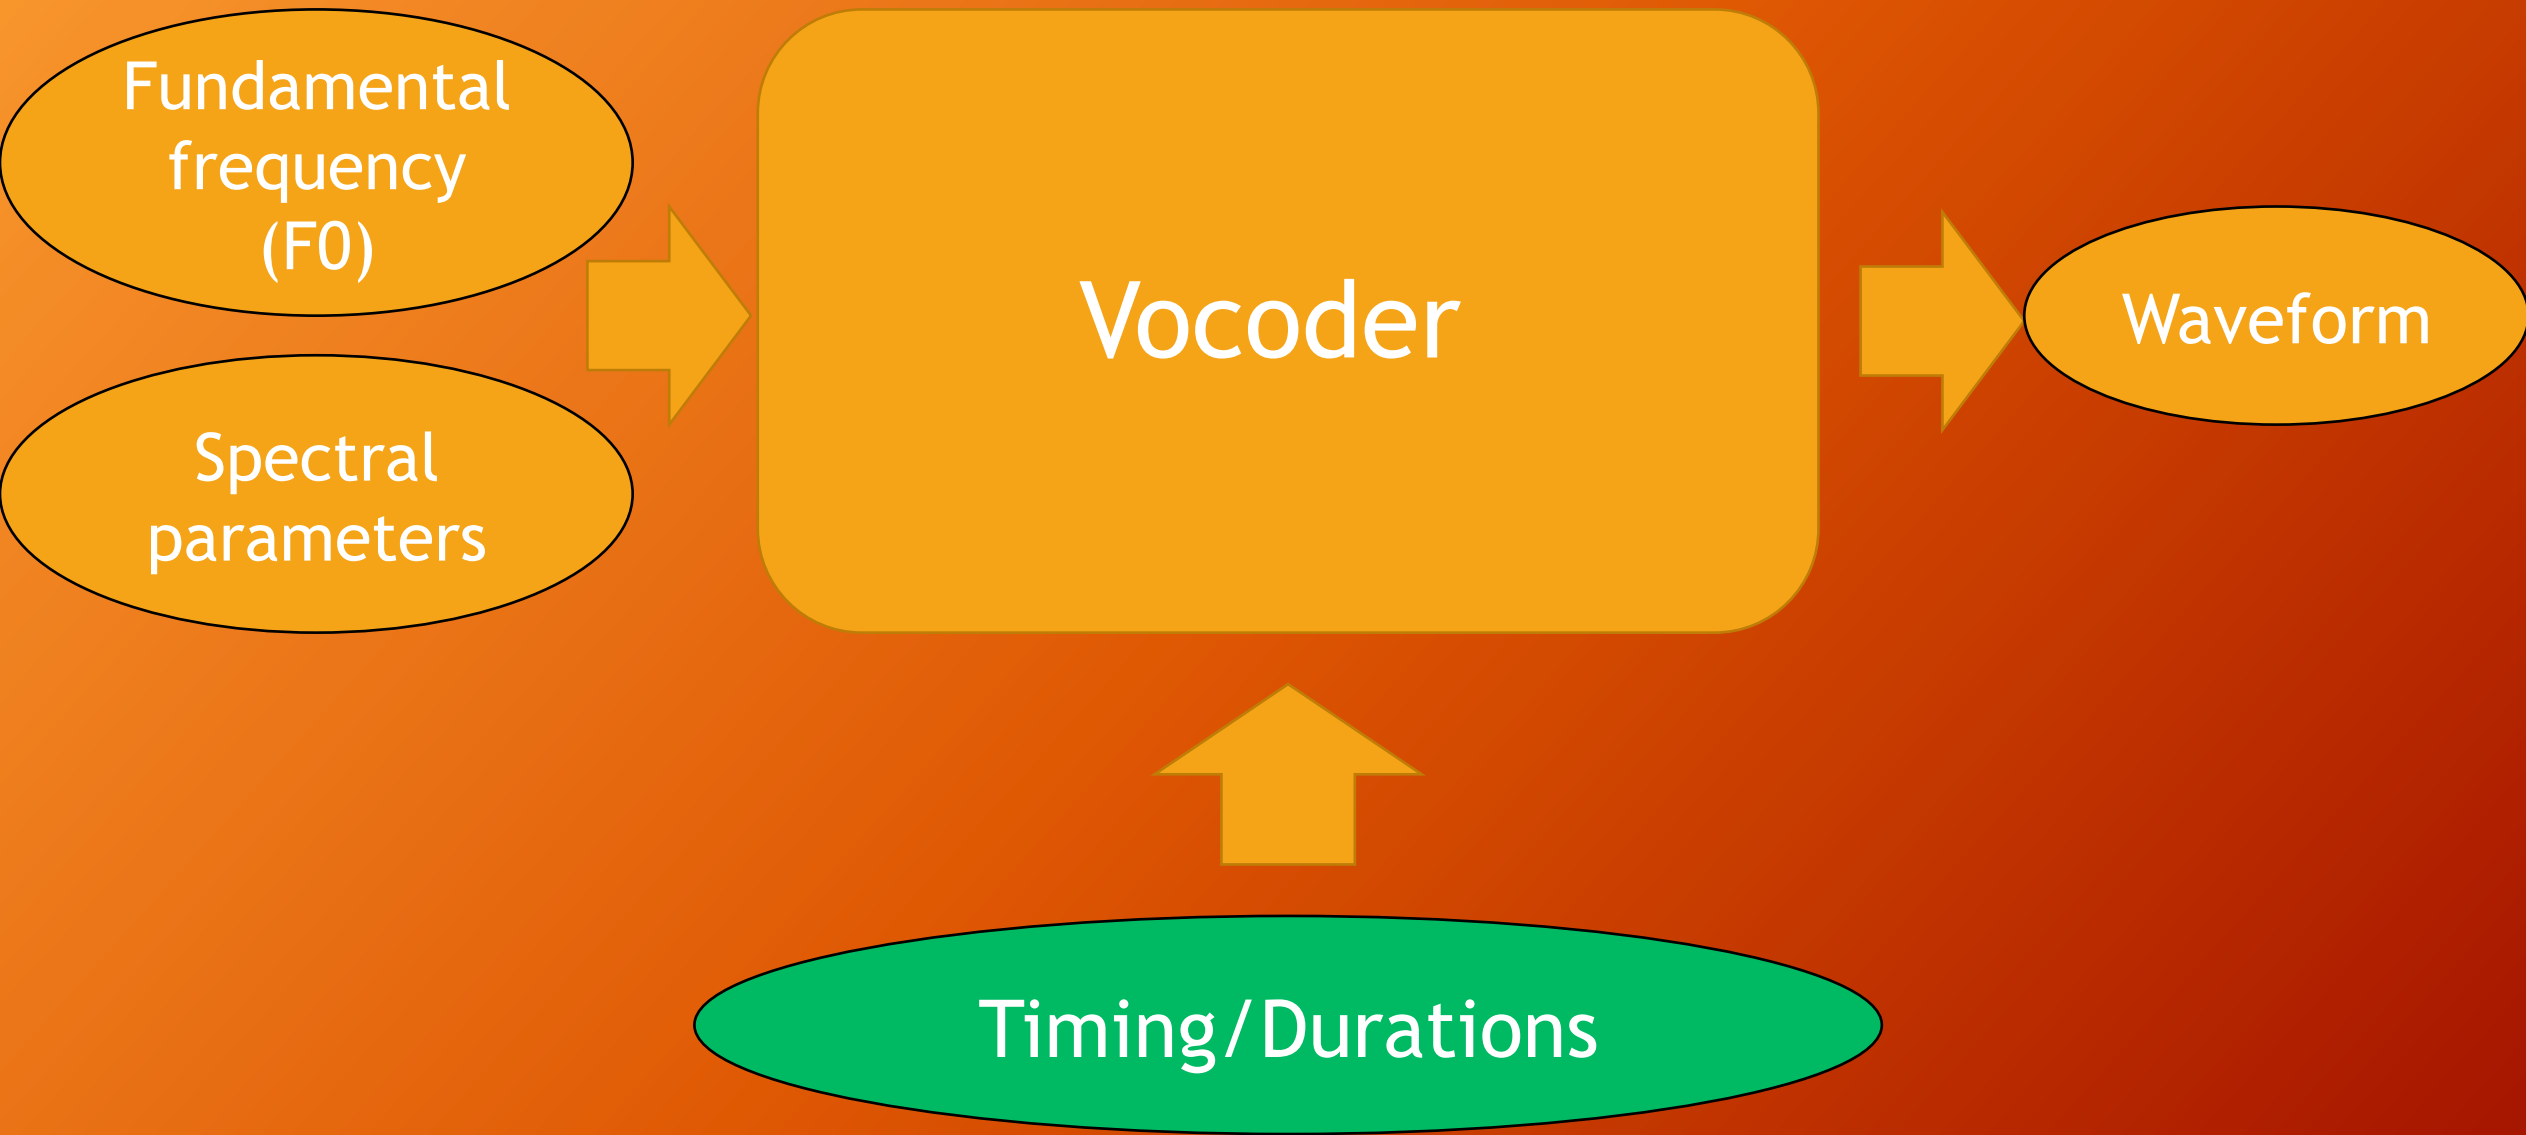 Fundamental
frequency
(F0)
Spectral
parameters
Vocoder
Waveform
Timing/Durations